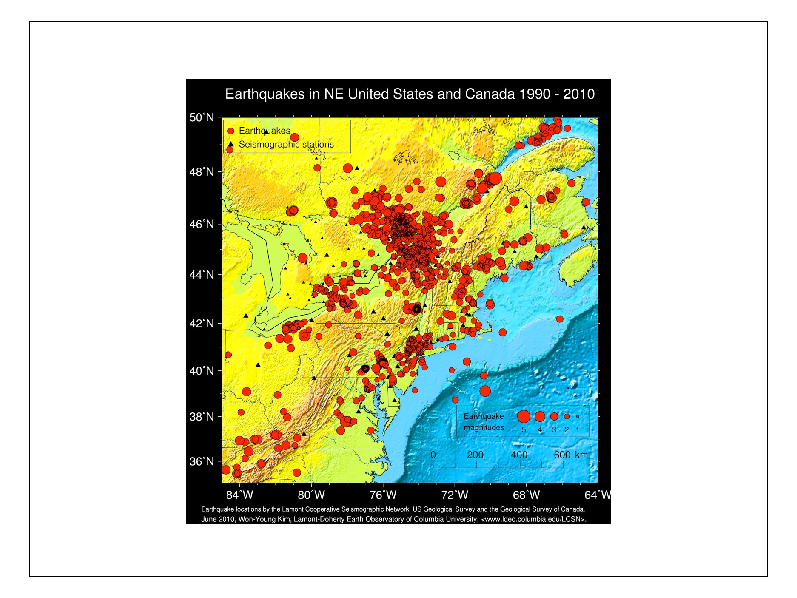 Earthquakes in NE United States and Canada 1990 - 2010
50°N
Earthquakes
Seismographic stations
48°N
46°N
44°N
42°N
40°N
38°N
36°N
Earthquake
magnitudes
5 4 3 2 1
0 200 400 600 km
84°W 80°W 76°W 72°W 68°W 64°W
Earthquake locations by the Lamont Cooperative Seismographic Network, US Geological Survey and the Geological Survey of Canada.
June 2010, Won-Young Kim, Lamont-Doherty Earth Observatory of Columbia University, <www.ldeo.columbia.edu/LCSN>.